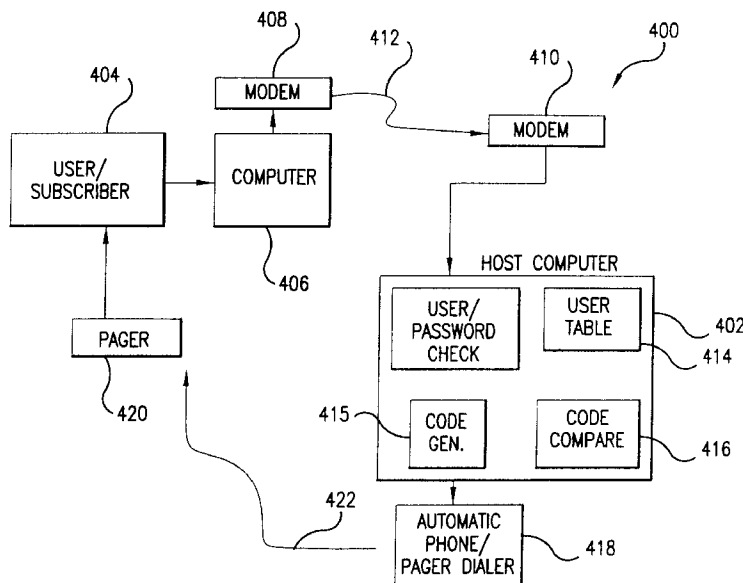 408
412
410
400
404
MODEM
MODEM
USER/
SUBSCRIBER
COMPUTER
406
HOST COMPUTER
USER/
PASSWORD
CHECK
USER
TABLE
402
414
PAGER
420
415
CODE
GEN.
CODE
COMPARE
416
422
AUTOMATIC
PHONE/
PAGER DIALER
418